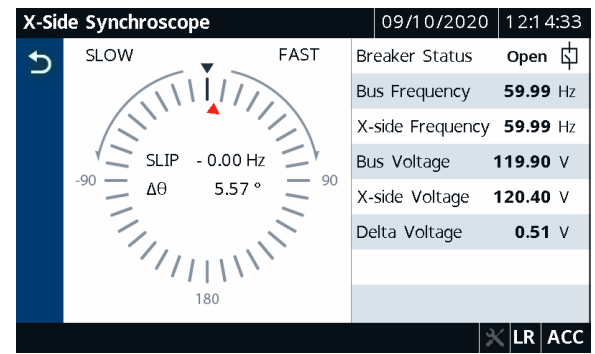 X-Side Synchroscope 09/10/2020 12:14:33
SLOW FAST
-90 90
SLIP - 0.00 Hz
Δθ 5.57 °
180
Breaker Status Open
Bus Frequency 59.99 Hz
X-side Frequency 59.99 Hz
Bus Voltage 119.90 V
X-side Voltage 120.40 V
Delta Voltage 0.51 V
LR ACC